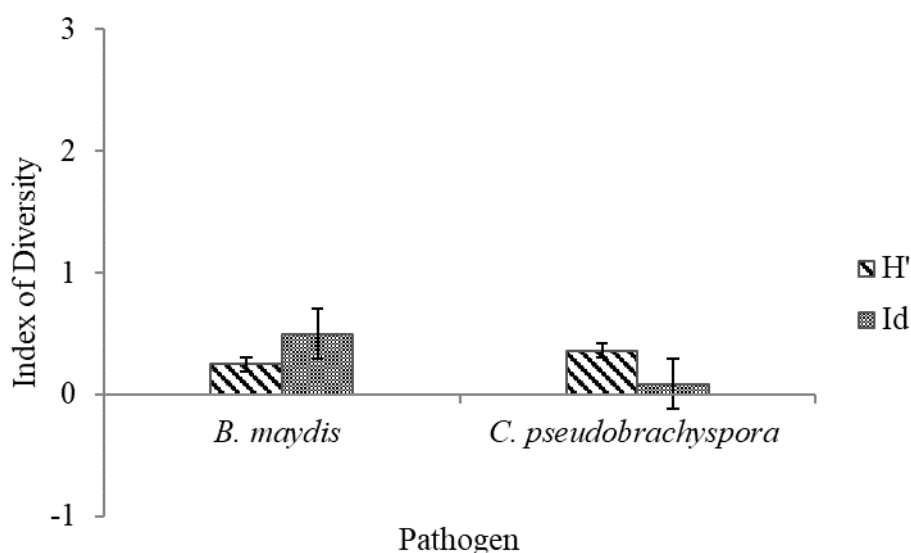 3
2
1
0
-1
Index of Diversity
B. maydis
C. pseudobrachyspora
Pathogen
H'
Id